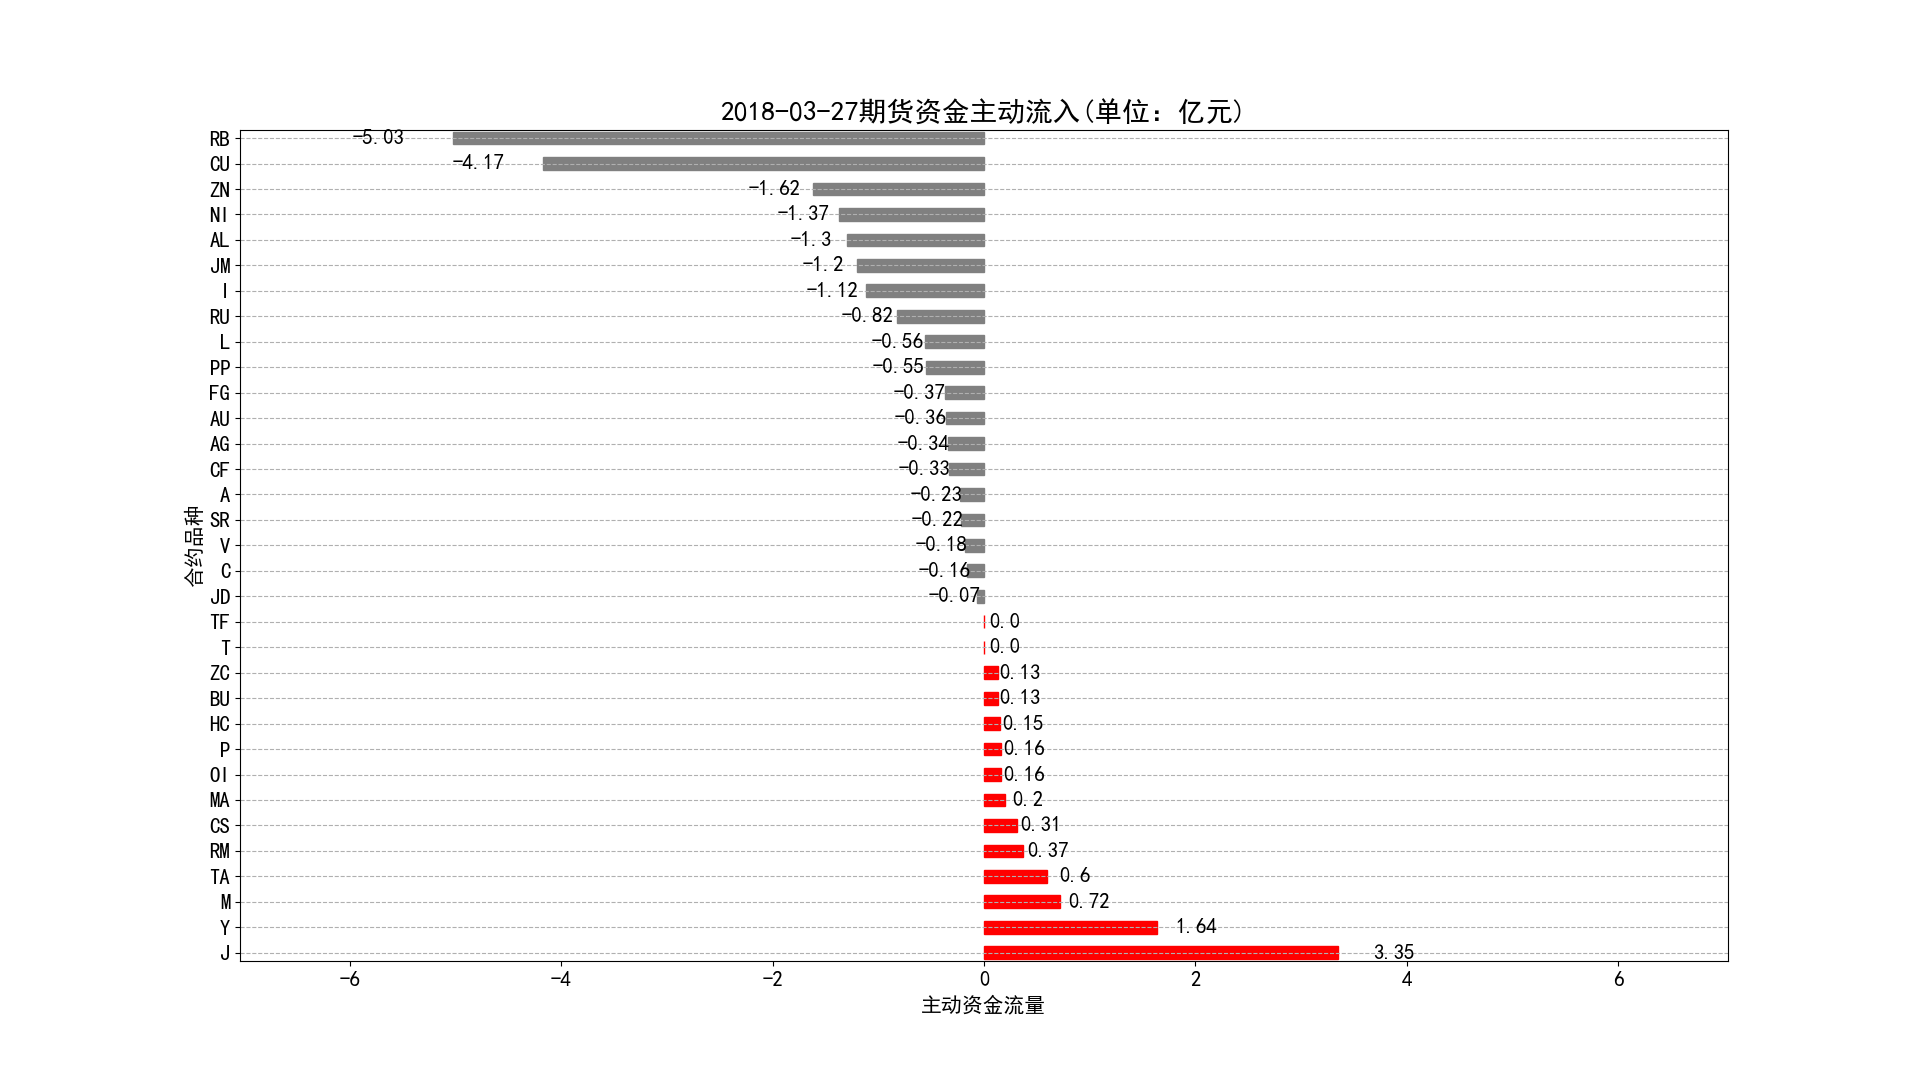 2018-03-27期货资金主动流入(单位：亿元)
RB -5.03
CU -4.17
ZN -1.62
NI -1.37
AL -1.3
JM -1.2
I -1.12
RU -0.82
L -0.56
PP -0.55
FG -0.37
AU -0.36
AG -0.34
CF -0.33
A -0.23
SR -0.22
V -0.18
C -0.16
JD -0.07
TF 0.0
T 0.0
ZC 0.13
BU 0.13
HC 0.15
P 0.16
OI 0.16
MA 0.2
CS 0.31
RM 0.37
TA 0.6
M 0.72
Y 1.64
J 3.35
合约品种
-6 -4 -2 0 2 4 6
主动资金流量